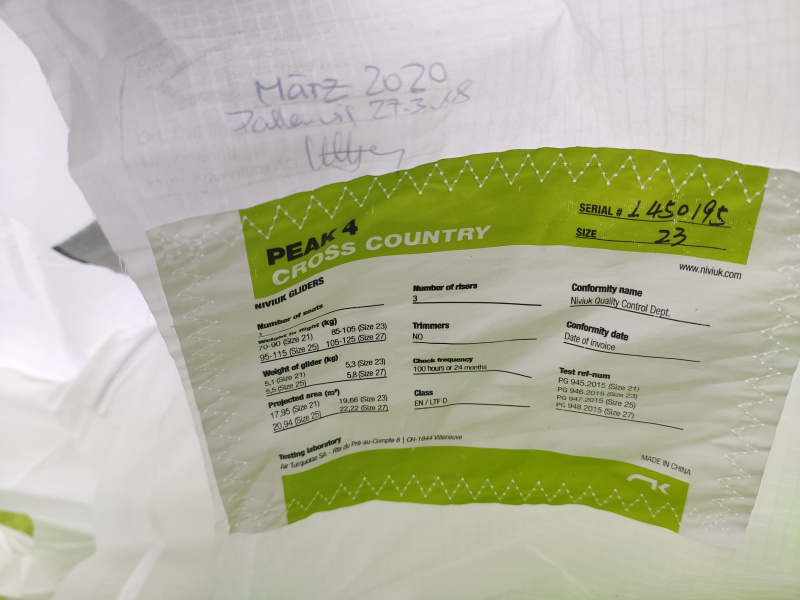 März 2020
27.3.18
PEAK 4
CROSS COUNTRY
SERIAL # L450195
SIZE 23
www.niviuk.com
NIVIUK GLIDERS
Number of seats
1
Weight in flight (kg)
70-90 (Size 21) 85-105 (Size 23)
95-115 (Size 25) 105-125 (Size 27)
Weight of glider (kg)
5,1 (Size 21) 5,3 (Size 23)
5,5 (Size 25) 5,8 (Size 27)
Projected area (m²)
17,95 (Size 21) 19,66 (Size 23)
20,94 (Size 25) 22,22 (Size 27)
Number of risers
3
Trimmers
NO
Check frequency
100 hours or 24 months
Class
EN / LTF D
Conformity name
Niviuk Quality Control Dept.
Conformity date
Date of invoice
Test ref-num
PG 945.2015 (Size 21)
PG 946.2015 (Size 23)
PG 947.2015 (Size 25)
PG 948.2015 (Size 27)
Testing laboratory
Air Turquoise SA - Rte du Pré-au-Compte 8 | CH-1844 Villeneuve
MADE IN CHINA